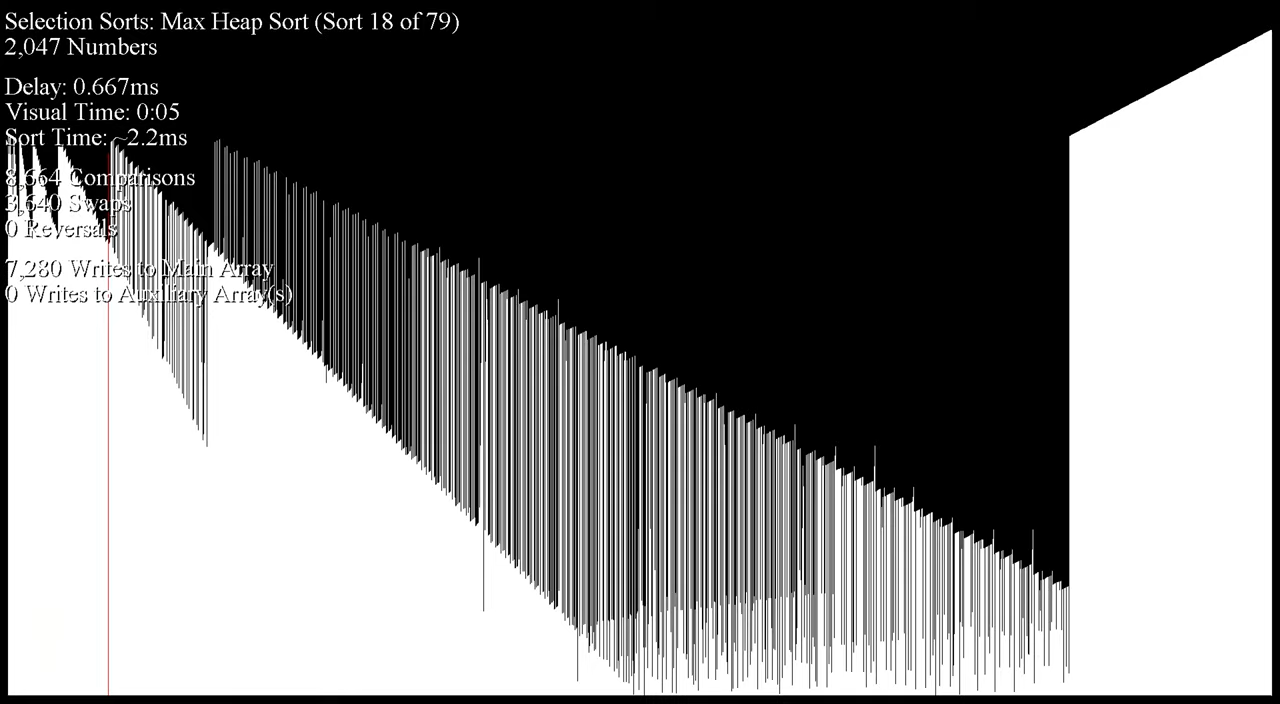 Selection Sorts: Max Heap Sort (Sort 18 of 79)
2,047 Numbers
Delay: 0.667ms
Visual Time: 0:05
Sort Time: ~2.2ms
8,664 Comparisons
3,640 Swaps
0 Reversals
7,280 Writes to Main Array
0 Writes to Auxiliary Array(s)